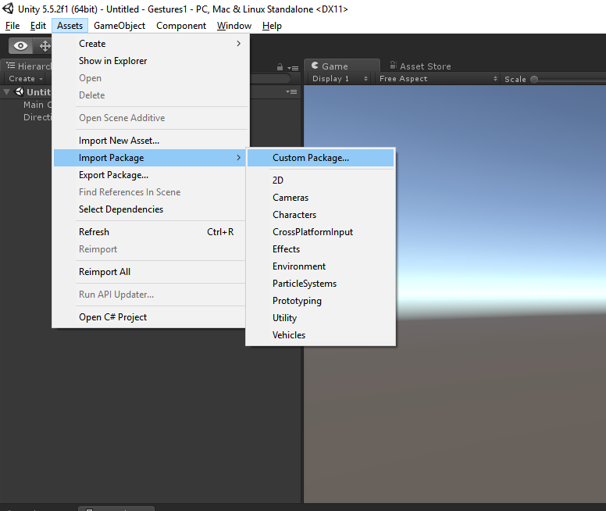 Unity 5.5.2f1 (64bit) - Untitled - Gestures1 - PC, Mac & Linux Standalone <DX11>
File Edit Assets GameObject Component Window Help
Hierarc
Create
Untit
Main C
Directi
Create
Show in Explorer
Open
Delete
Open Scene Additive
Import New Asset...
Import Package
Export Package...
Find References In Scene
Select Dependencies
Refresh Ctrl+R
Reimport
Reimport All
Run API Updater...
Open C# Project
Custom Package...
2D
Cameras
Characters
CrossPlatformInput
Effects
Environment
ParticleSystems
Prototyping
Utility
Vehicles
Game Asset Store
Display 1 Free Aspect Scale